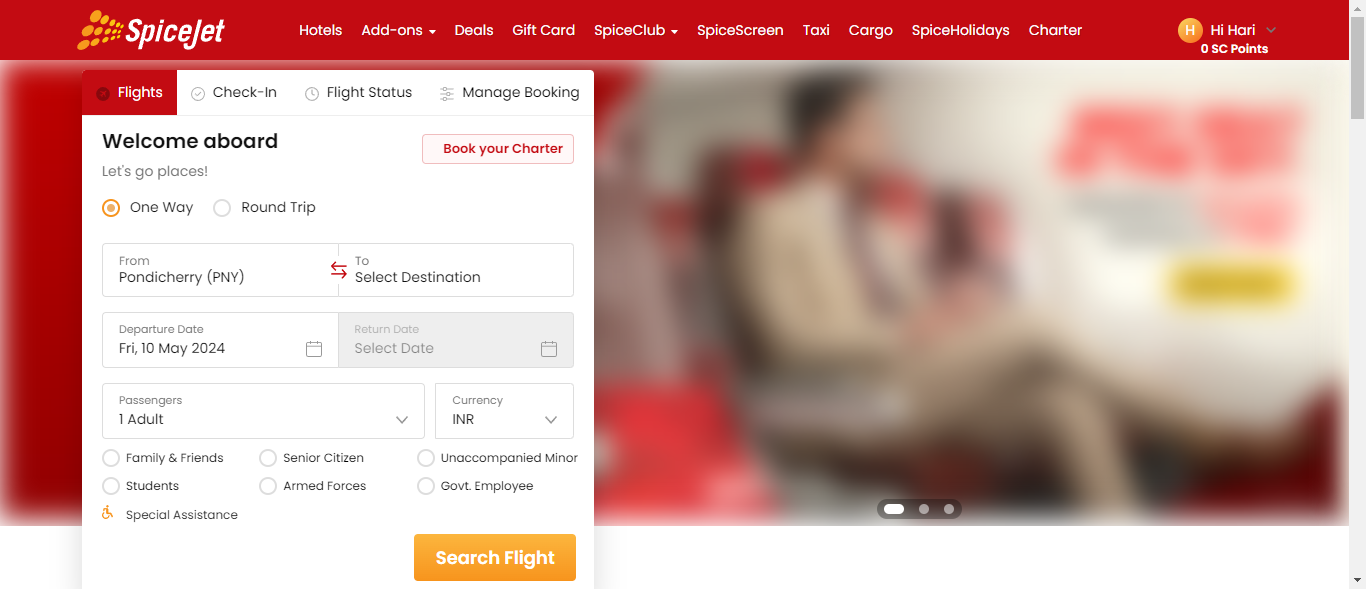 SpiceJet
Hotels Add-ons Deals Gift Card SpiceClub SpiceScreen Taxi Cargo SpiceHolidays Charter
H Hi Hari
0 SC Points
Flights Check-In Flight Status Manage Booking
Welcome aboard
Book your Charter
Let's go places!
One Way Round Trip
From To
Pondicherry (PNY) Select Destination
Departure Date Return Date
Fri, 10 May 2024 Select Date
Passengers Currency
1 Adult INR
Family & Friends Senior Citizen Unaccompanied Minor
Students Armed Forces Govt. Employee
Special Assistance
Search Flight